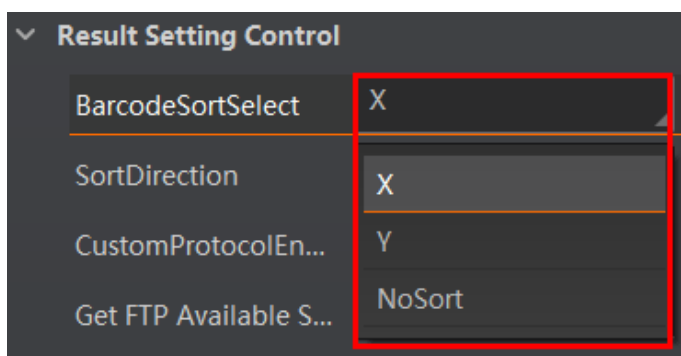 Result Setting Control
BarcodeSortSelect X
SortDirection X
CustomProtocolEn... Y
Get FTP Available S... NoSort